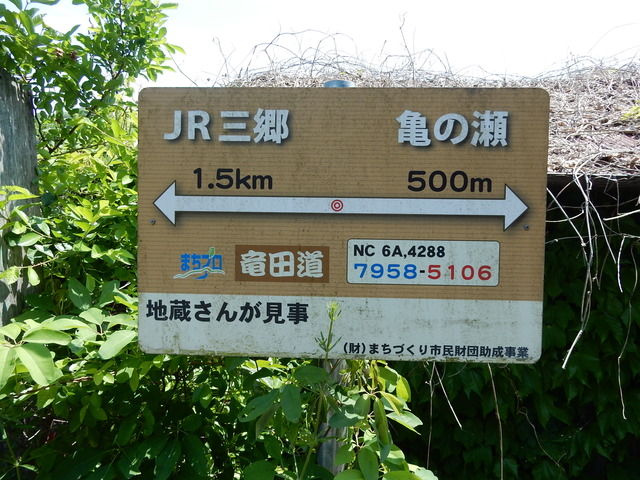 JR三郷 亀の瀬
1.5km 500m
まちプロ 竜田道 NC 6A,4288
7958-5106
地蔵さんが見事
(財)まちづくり市民財団助成事業